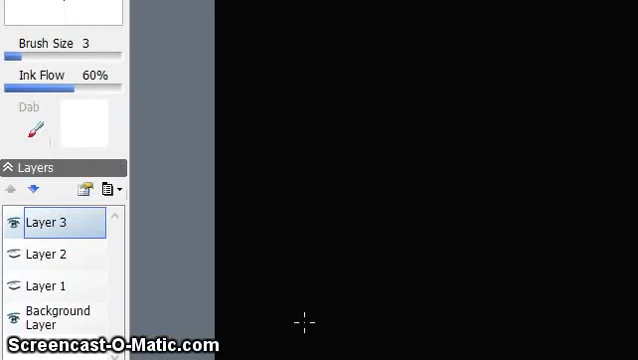 Brush Size 3
Ink Flow 60%
Dab
Layers
Layer 3
Layer 2
Layer 1
Background
Layer
Screencast-O-Matic.com